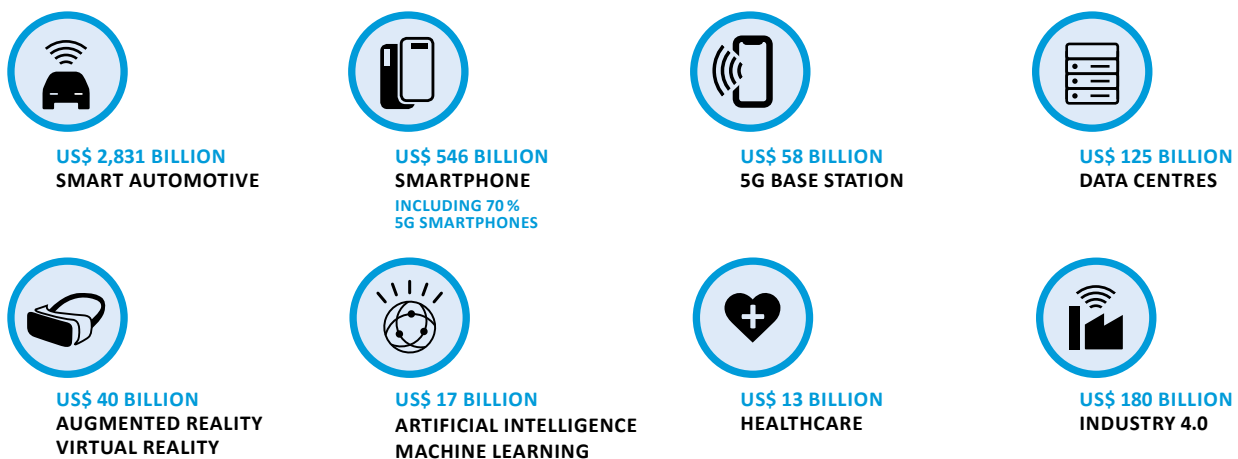 US$ 2,831 BILLION
SMART AUTOMOTIVE
US$ 546 BILLION
SMARTPHONE
INCLUDING 70 %
5G SMARTPHONES
US$ 58 BILLION
5G BASE STATION
US$ 125 BILLION
DATA CENTRES
US$ 40 BILLION
AUGMENTED REALITY
VIRTUAL REALITY
US$ 17 BILLION
ARTIFICIAL INTELLIGENCE
MACHINE LEARNING
US$ 13 BILLION
HEALTHCARE
US$ 180 BILLION
INDUSTRY 4.0